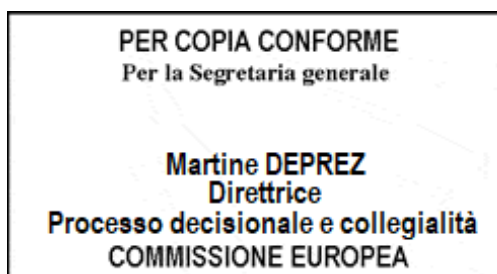 PER COPIA CONFORME
Per la Segretaria generale
Martine DEPREZ
Direttrice
Processo decisionale e collegialità
COMMISSIONE EUROPEA